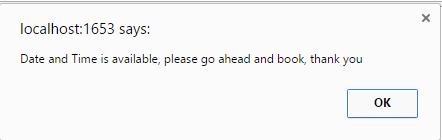 localhost:1653 says:
Date and Time is available, please go ahead and book, thank you
OK